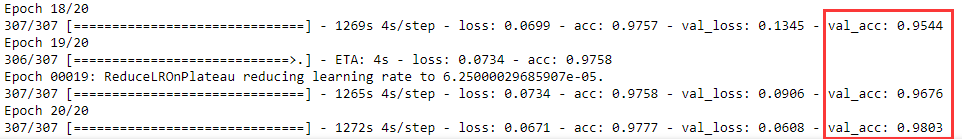 Epoch 18/20
307/307 [==============================] - 1269s 4s/step - loss: 0.0699 - acc: 0.9757 - val_loss: 0.1345 - val_acc: 0.9544
Epoch 19/20
306/307 [============================>.] - ETA: 4s - loss: 0.0734 - acc: 0.9758
Epoch 00019: ReduceLROnPlateau reducing learning rate to 6.25000029685907e-05.
307/307 [==============================] - 1265s 4s/step - loss: 0.0734 - acc: 0.9758 - val_loss: 0.0906 - val_acc: 0.9676
Epoch 20/20
307/307 [==============================] - 1272s 4s/step - loss: 0.0671 - acc: 0.9777 - val_loss: 0.0608 - val_acc: 0.9803